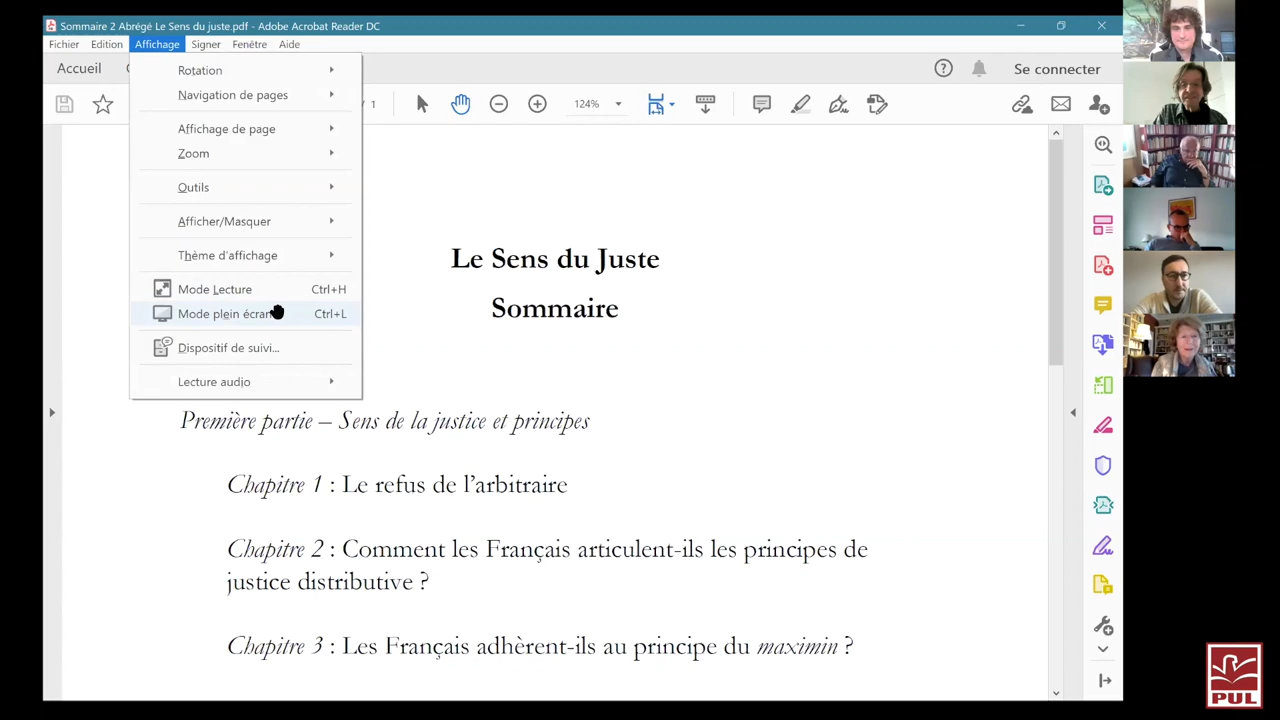 Sommaire 2 Abrégé Le Sens du juste.pdf - Adobe Acrobat Reader DC
Fichier Edition Affichage Signer Fenêtre Aide
Accueil
Se connecter
/ 1
124%
Rotation
Navigation de pages
Affichage de page
Zoom
Outils
Afficher/Masquer
Thème d'affichage
Mode Lecture Ctrl+H
Mode plein écran Ctrl+L
Dispositif de suivi...
Lecture audio
Le Sens du Juste
Sommaire
Première partie – Sens de la justice et principes
Chapitre 1 : Le refus de l'arbitraire
Chapitre 2 : Comment les Français articulent-ils les principes de
justice distributive ?
Chapitre 3 : Les Français adhèrent-ils au principe du maximin ?
PUL